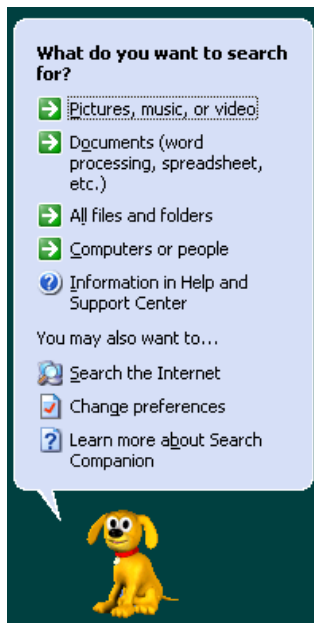 What do you want to search
for?
Pictures, music, or video
Documents (word
processing, spreadsheet,
etc.)
All files and folders
Computers or people
Information in Help and
Support Center
You may also want to...
Search the Internet
Change preferences
Learn more about Search
Companion